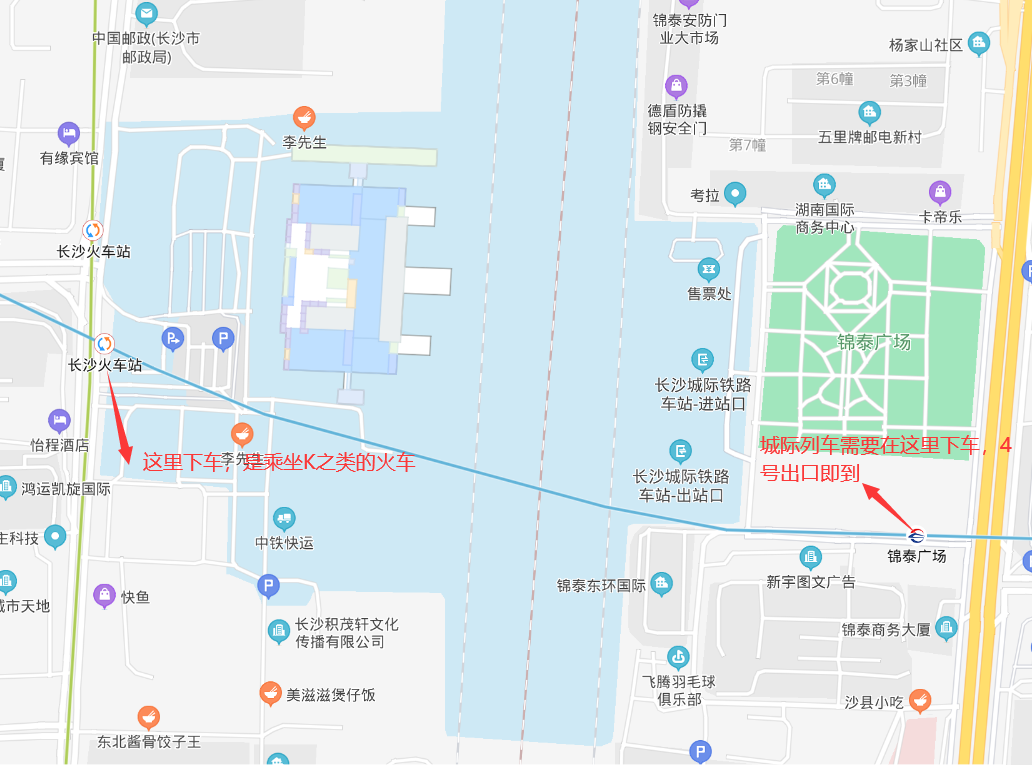 中国邮政(长沙市
邮政局)
锦泰安防门
业大市场
杨家山社区
第6幢
第3幢
德盾防撬
钢安全门
五里牌邮电新村
第7幢
李先生
有缘宾馆
厦
考拉
湖南国际
商务中心
卡帝乐
长沙火车站
售票处
P
P
P
锦泰广场
长沙火车站
长沙城际铁路
车站-进站口
怡程酒店
这里下车，是乘坐K之类的火车
李先生
城际列车需要在这里下车，4
号出口即到
长沙城际铁路
车站-出站口
鸿运凯旋国际
生科技
中铁快运
锦泰广场
新宇图文广告
锦泰东环国际
城市天地
快鱼
P
长沙积茂轩文化
传播有限公司
锦泰商务大厦
飞腾羽毛球
俱乐部
美滋滋煲仔饭
沙县小吃
东北酱骨饺子王
P